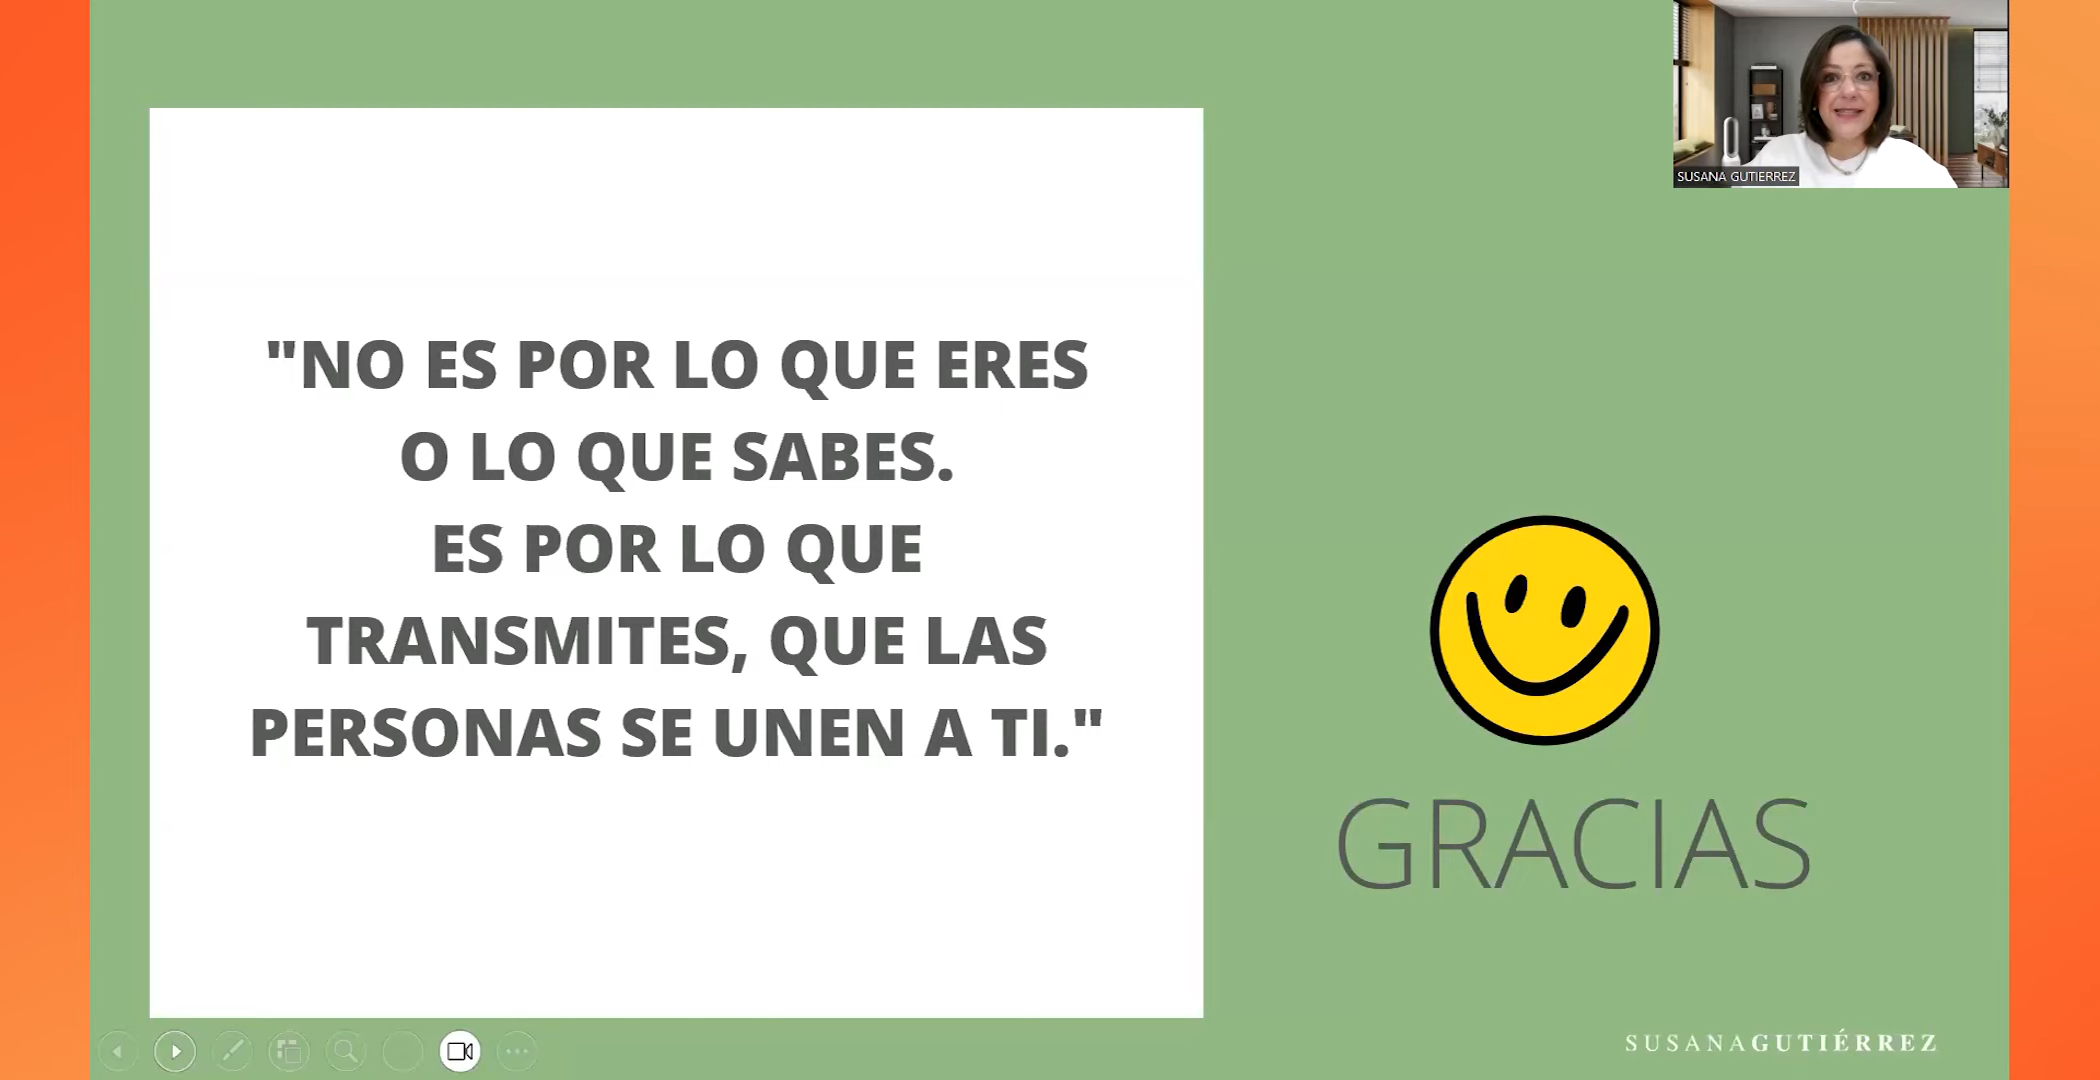 "NO ES POR LO QUE ERES
O LO QUE SABES.
ES POR LO QUE
TRANSMITES, QUE LAS
PERSONAS SE UNEN A TI."
SUSANA GUTIERREZ
GRACIAS
SUSANAGUTIÉRREZ